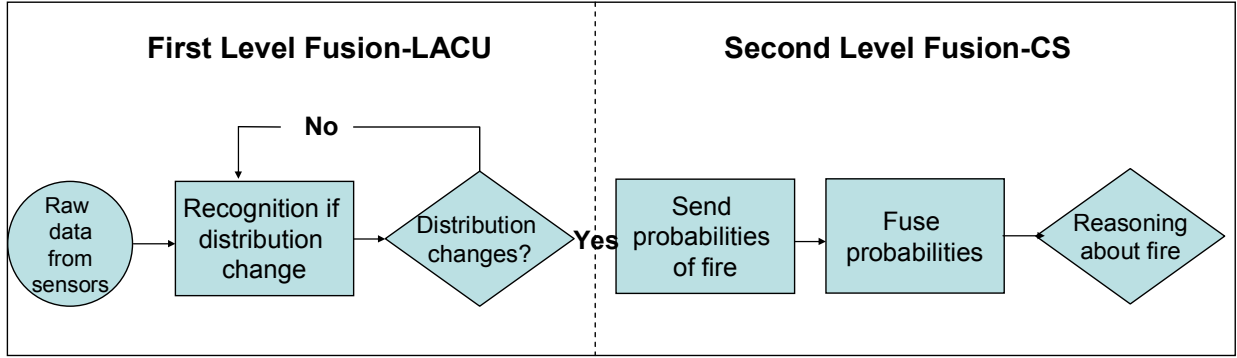 First Level Fusion-LACU
Second Level Fusion-CS
No
Raw
data
from
sensors
Recognition if
distribution
change
Distribution
changes?
Yes
Send
probabilities
of fire
Fuse
probabilities
Reasoning
about fire